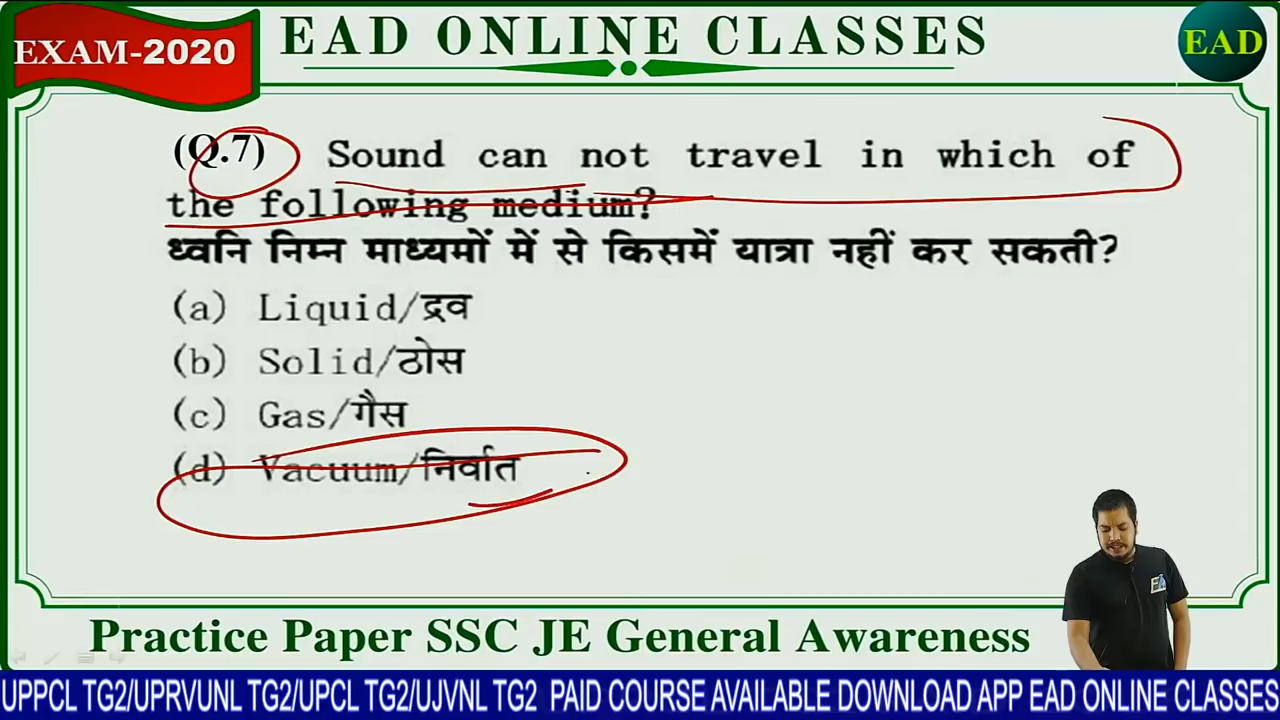 EXAM-2020
EAD ONLINE CLASSES
EAD
(Q.7) Sound can not travel in which of
the following medium?
ध्वनि निम्न माध्यमों में से किसमें यात्रा नहीं कर सकती?
(a) Liquid/द्रव
(b) Solid/ठोस
(c) Gas/गैस
(d) Vacuum/निर्वात
Practice Paper SSC JE General Awareness
UPPCL TG2/UPRVUNL TG2/UPCL TG2/UJVNL TG2 PAID COURSE AVAILABLE DOWNLOAD APP EAD ONLINE CLASSES